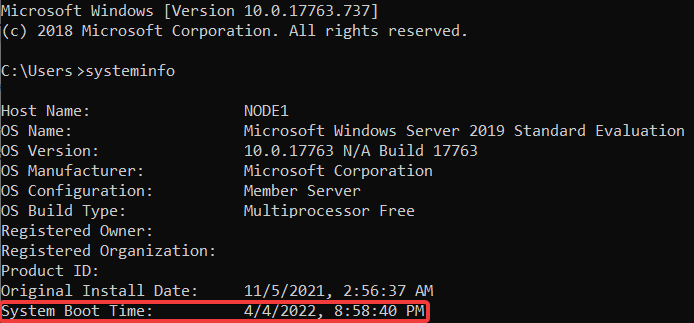 Microsoft Windows [Version 10.0.17763.737]
(c) 2018 Microsoft Corporation. All rights reserved.
C:\Users >systeminfo
Host Name: NODE1
OS Name: Microsoft Windows Server 2019 Standard Evaluation
OS Version: 10.0.17763 N/A Build 17763
OS Manufacturer: Microsoft Corporation
OS Configuration: Member Server
OS Build Type: Multiprocessor Free
Registered Owner:
Registered Organization:
Product ID:
Original Install Date: 11/5/2021, 2:56:37 AM
System Boot Time: 4/4/2022, 8:58:40 PM